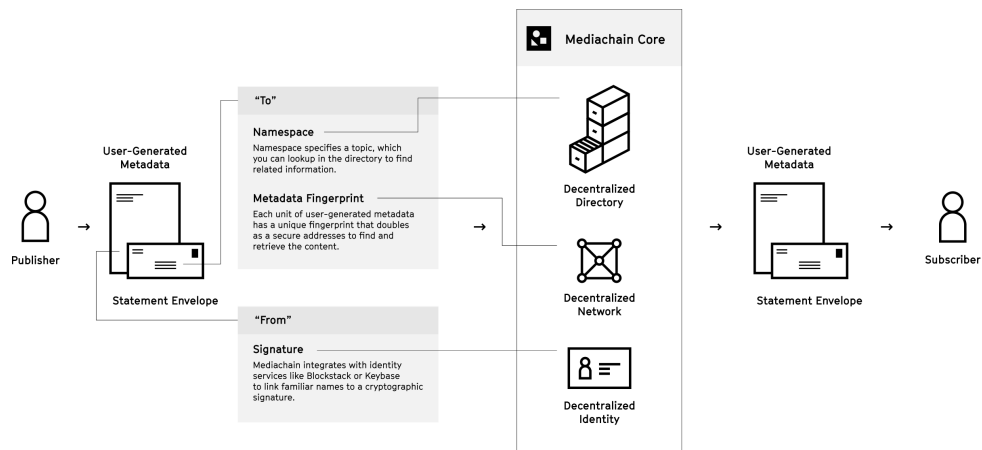 Publisher
User-Generated
Metadata
Statement Envelope
“To”
Namespace
Namespace specifies a topic, which
you can lookup in the directory to find
related information.
Metadata Fingerprint
Each unit of user-generated metadata
has a unique fingerprint that doubles
as a secure addresses to find and
retrieve the content.
“From”
Signature
Mediachain integrates with identity
services like Blockstack or Keybase
to link familiar names to a cryptographic
signature.
Mediachain Core
Decentralized
Directory
Decentralized
Network
Decentralized
Identity
User-Generated
Metadata
Statement Envelope
Subscriber